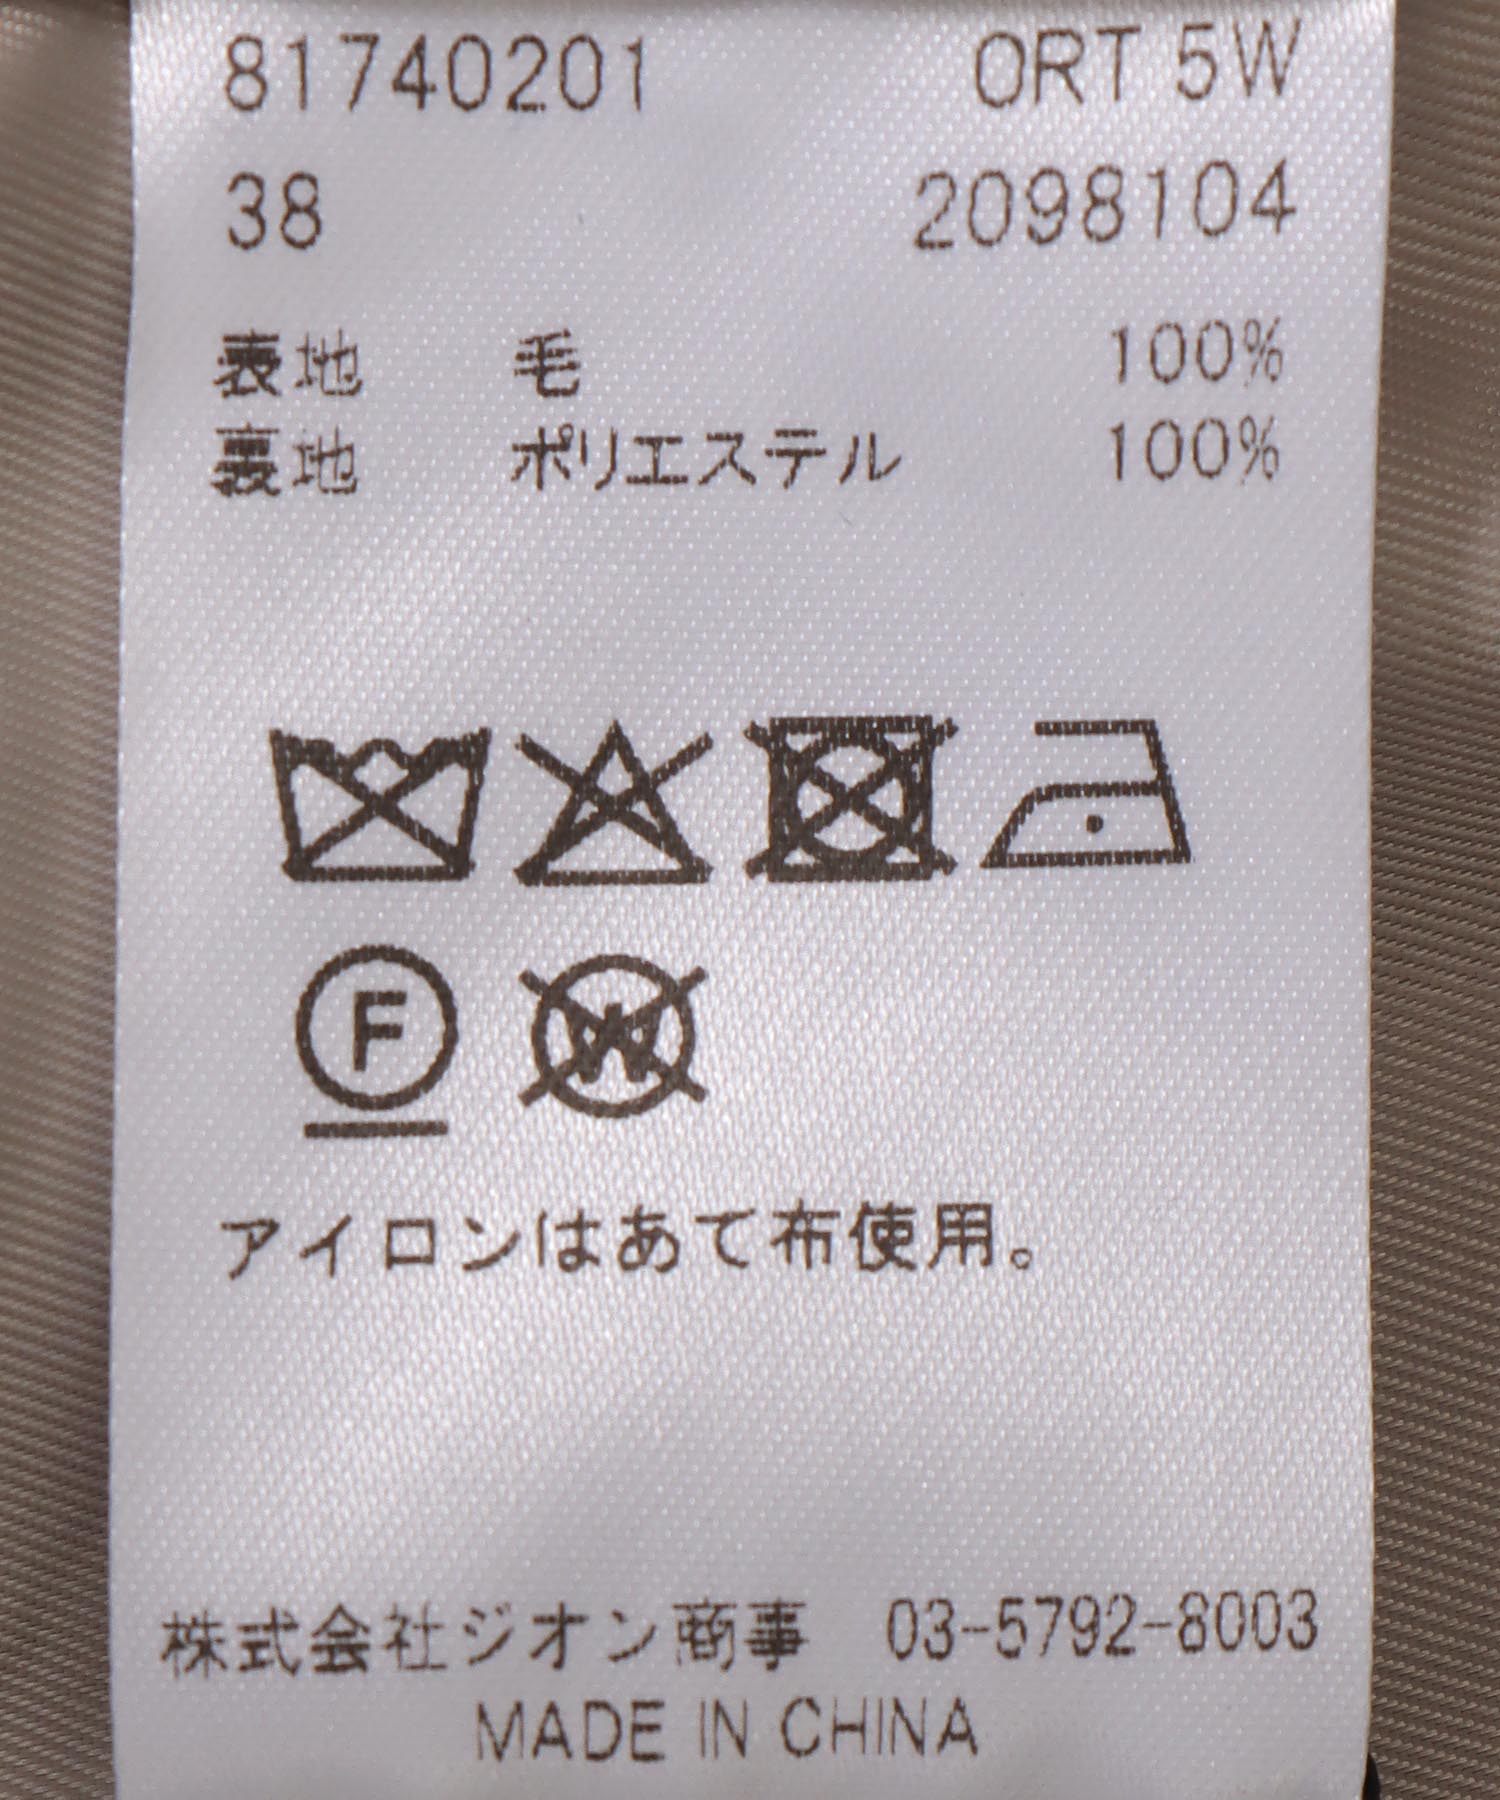 81740201 ORT 5W
38 2098104
表地 毛 100%
裏地 ポリエステル 100%
F W
アイロンはあて布使用。
株式会社ジオン商事 03-5792-8003
MADE IN CHINA